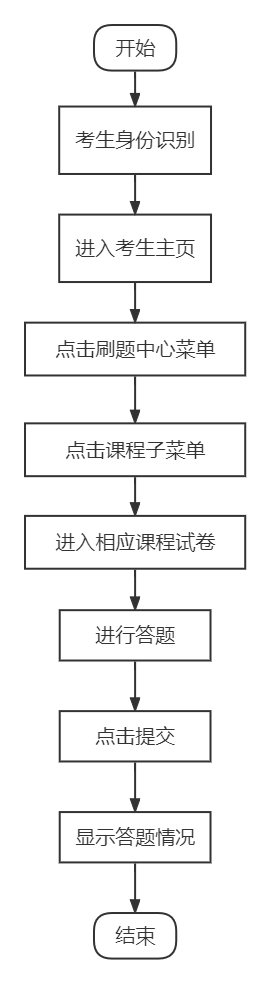 开始
考生身份识别
进入考生主页
点击刷题中心菜单
点击课程子菜单
进入相应课程试卷
进行答题
点击提交
显示答题情况
结束